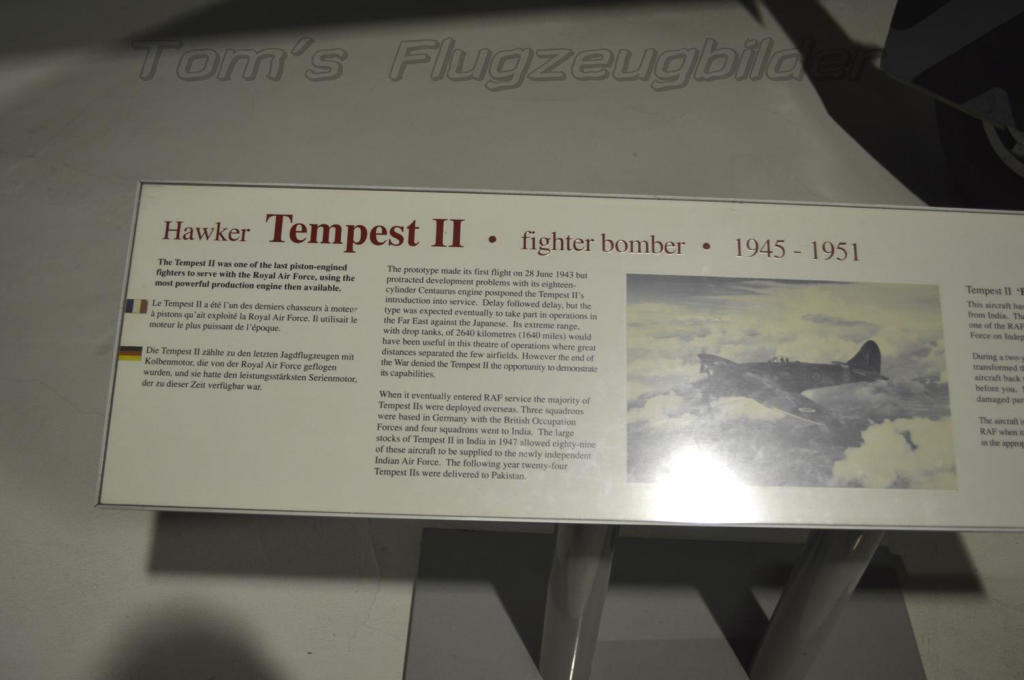 Tom's Flugzeugbilder
Hawker Tempest II • fighter bomber • 1945 - 1951
The Tempest II was one of the last piston-engined
fighters to serve with the Royal Air Force, using the
most powerful production engine then available.
Le Tempest II a été l'un des derniers chasseurs à moteur
à pistons qu'ait exploité la Royal Air Force. Il utilisait le
moteur le plus puissant de l'époque.
Die Tempest II zählte zu den letzten Jagdflugzeugen mit
Kolbenmotor, die von der Royal Air Force geflogen
wurden, und sie hatte den leistungsstärksten Serienmotor,
der zu dieser Zeit verfügbar war.
The prototype made its first flight on 28 June 1943 but
protracted development problems with its eighteen-
cylinder Centaurus engine postponed the Tempest II's
introduction into service. Delay followed delay, but the
type was expected eventually to take part in operations in
the Far East against the Japanese. Its extreme range,
with drop tanks, of 2640 kilometres (1640 miles) would
have been useful in this theatre of operations where great
distances separated the few airfields. However the end of
the War denied the Tempest II the opportunity to demonstrate
its capabilities.
When it eventually entered RAF service the majority of
Tempest IIs were deployed overseas. Three squadrons
were based in Germany with the British Occupation
Forces and four squadrons went to India. The large
stocks of Tempest II in India in 1947 allowed eighty-nine
of these aircraft to be supplied to the newly independent
Indian Air Force. The following year twenty-four
Tempest IIs were delivered to Pakistan.
Tempest II
This aircraft ha
from India. Th
one of the RAF
Force on Indep
During a two-y
transformed th
aircraft back
before you.
damaged par
The aircraft i
RAF when it
in the approp